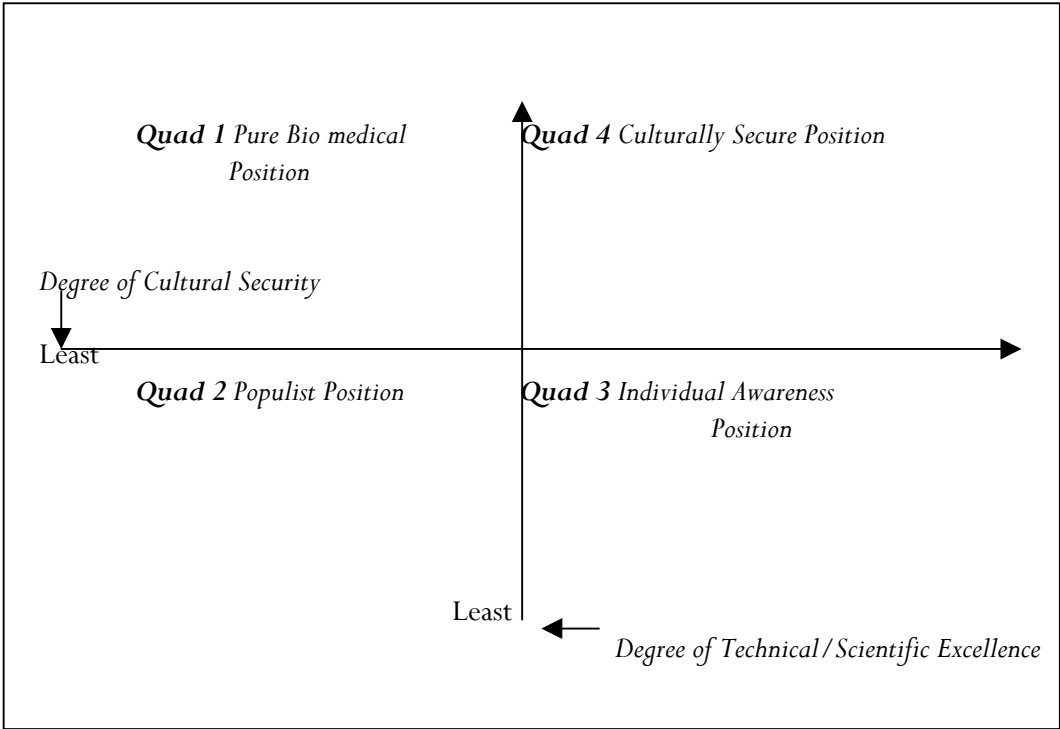 Quad 1 Pure Bio medical
Position
Quad 4 Culturally Secure Position
Degree of Cultural Security
Least
Quad 2 Populist Position
Quad 3 Individual Awareness
Position
Least
Degree of Technical/Scientific Excellence